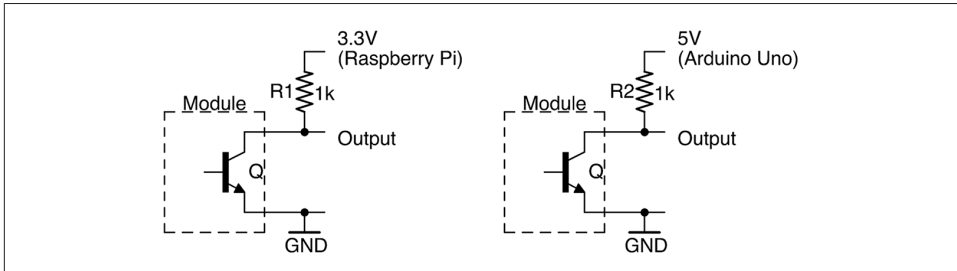 3.3V
(Raspberry Pi)
R1
1k
Module
Output
Q
GND
5V
(Arduino Uno)
R2
1k
Module
Output
Q
GND